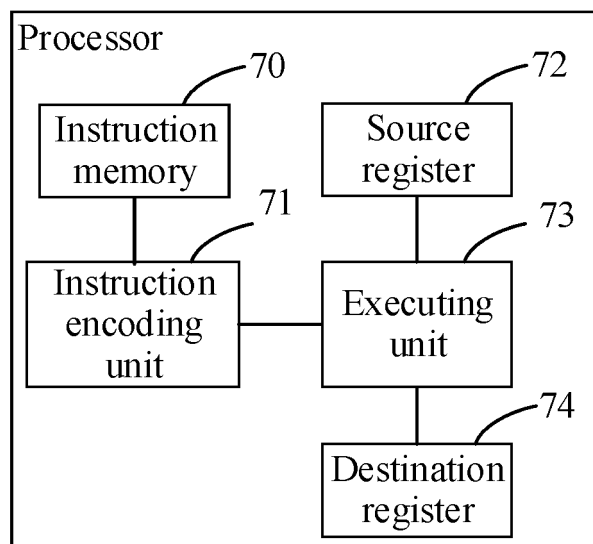 Processor
70
Instruction
memory
72
Source
register
71
Instruction
encoding
unit
73
Executing
unit
74
Destination
register